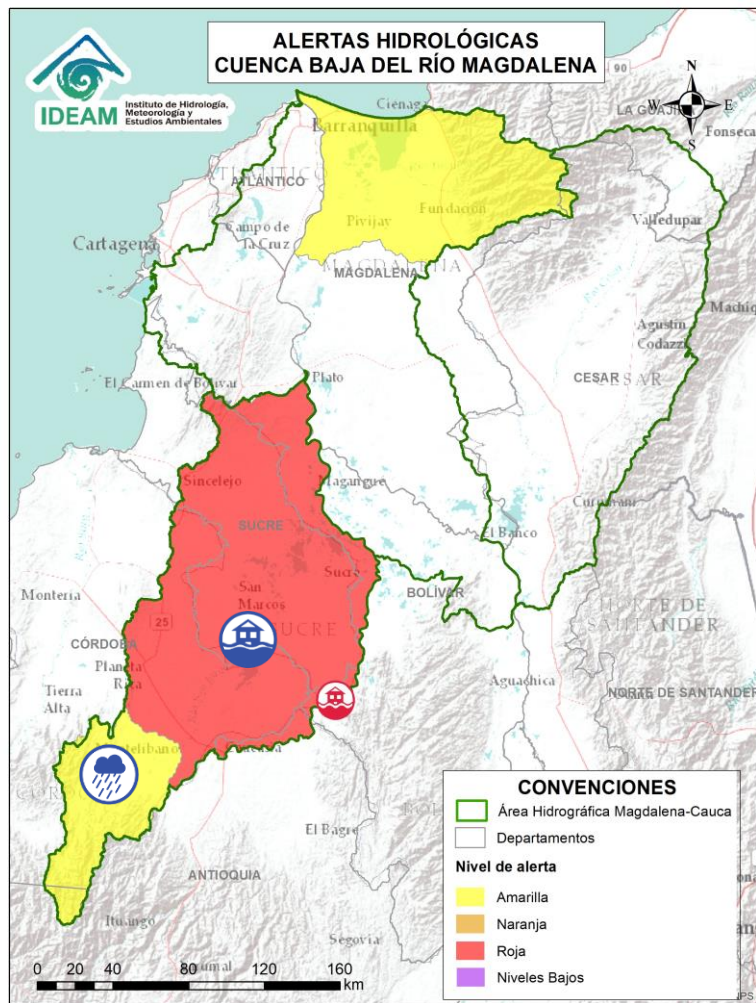 ALERTAS HIDROLÓGICAS
CUENCA BAJA DEL RÍO MAGDALENA
IDEAM
Instituto de Hidrología,
Meteorología y
Estudios Ambientales
90
N
W
E
S
Ciénaga
LA GUAJIRA
Barranquilla
Fonseca
ATLÁNTICO
Valledupar
Campo de
la Cruz
Pivijay
Fundación
Cartagena
MAGDALENA
MAGDALENA
Agustín
Codazzi
El Carmen de Bolívar
Plato
CESAR
CESAR
Sincelejo
Magangue
Curumani
SUCRE
El Banco
Sucre
BOLÍVAR
San
Marcos
SUCRE
Montería
25
NORTE DE
SANTANDER
CÓRDOBA
Planeta
Rica
Aguachica
NORTE DE SANTANDER
Tierra
Alta
El Bagre
ANTIOQUIA
Ituango
Segovia
CONVENCIONES
Área Hidrográfica Magdalena-Cauca
Departamentos
Nivel de alerta
Amarilla
Naranja
Roja
Niveles Bajos
0 20 40 80 120 160
km